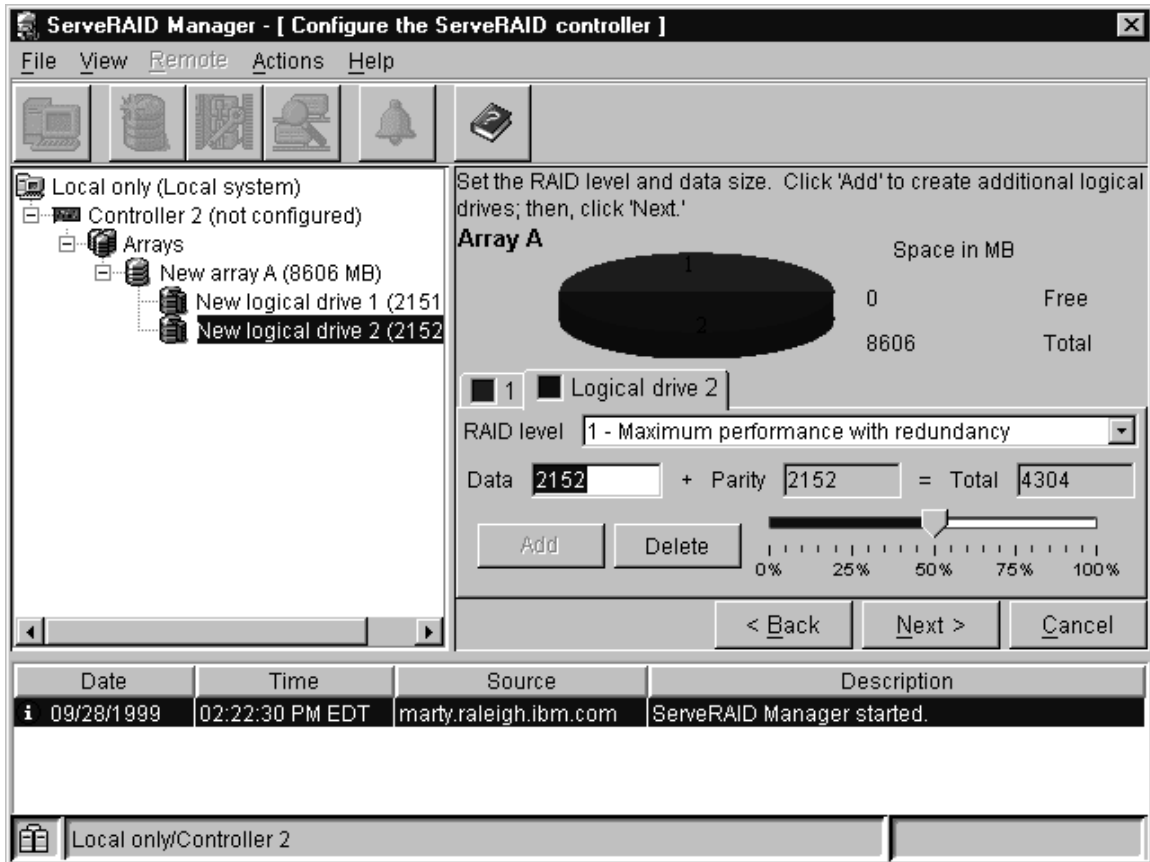 ServeRAID Manager - [ Configure the ServeRAID controller ]
File View Remote Actions Help
Local only (Local system)
Controller 2 (not configured)
Arrays
New array A (8606 MB)
New logical drive 1 (2151
New logical drive 2 (2152
Set the RAID level and data size. Click 'Add' to create additional logical
drives; then, click 'Next.'
Array A
1
2
Space in MB
0 Free
8606 Total
1 Logical drive 2
RAID level 1 - Maximum performance with redundancy
Data 2152 + Parity 2152 = Total 4304
Add Delete
0% 25% 50% 75% 100%
< Back Next > Cancel
Date Time Source Description
09/28/1999 02:22:30 PM EDT marty.raleigh.ibm.com ServeRAID Manager started.
Local only/Controller 2